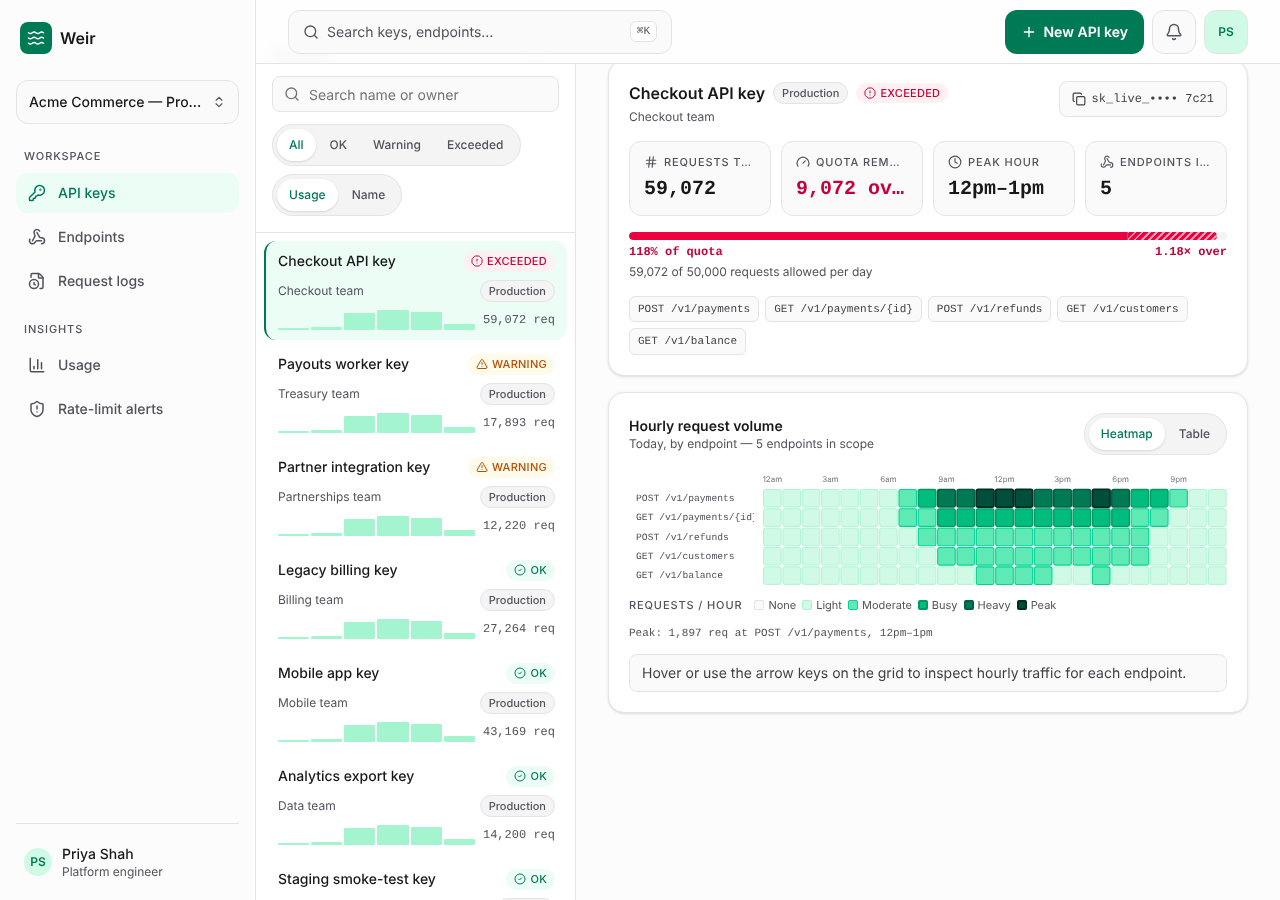 Weir
Search keys, endpoints...
⌘K
New API key
PS
Acme Commerce — Pro...
WORKSPACE
API keys
Endpoints
Request logs
INSIGHTS
Usage
Rate-limit alerts
PS
Priya Shah
Platform engineer
Search name or owner
All OK Warning Exceeded
Usage Name
Checkout API key EXCEEDED
Checkout team Production
59,072 req
Payouts worker key WARNING
Treasury team Production
17,893 req
Partner integration key WARNING
Partnerships team Production
12,220 req
Legacy billing key OK
Billing team Production
27,264 req
Mobile app key OK
Mobile team Production
43,169 req
Analytics export key OK
Data team Production
14,200 req
Staging smoke-test key OK
Checkout API key Production EXCEEDED
Checkout team
sk_live_•••• 7c21
REQUESTS T...
59,072
QUOTA REM...
9,072 ov...
PEAK HOUR
12pm–1pm
ENDPOINTS I...
5
118% of quota 1.18× over
59,072 of 50,000 requests allowed per day
POST /v1/payments GET /v1/payments/{id} POST /v1/refunds GET /v1/customers
GET /v1/balance
Hourly request volume
Today, by endpoint — 5 endpoints in scope
Heatmap Table
12am 3am 6am 9am 12pm 3pm 6pm 9pm
POST /v1/payments
GET /v1/payments/{id}
POST /v1/refunds
GET /v1/customers
GET /v1/balance
REQUESTS / HOUR None Light Moderate Busy Heavy Peak
Peak: 1,897 req at POST /v1/payments, 12pm–1pm
Hover or use the arrow keys on the grid to inspect hourly traffic for each endpoint.